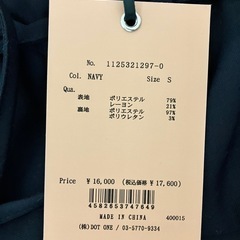 No. 1125321297-0
Col. NAVY Size S
Qua.
表地 ポリエステル 79%
レーヨン 21%
裏地 ポリエステル 97%
ポリウレタン 3%
Price ¥ 16,000 (税込価格 ¥ 17,600)
4582653747649
MADE IN CHINA 400015
(株) DOT ONE / 03-5770-9334